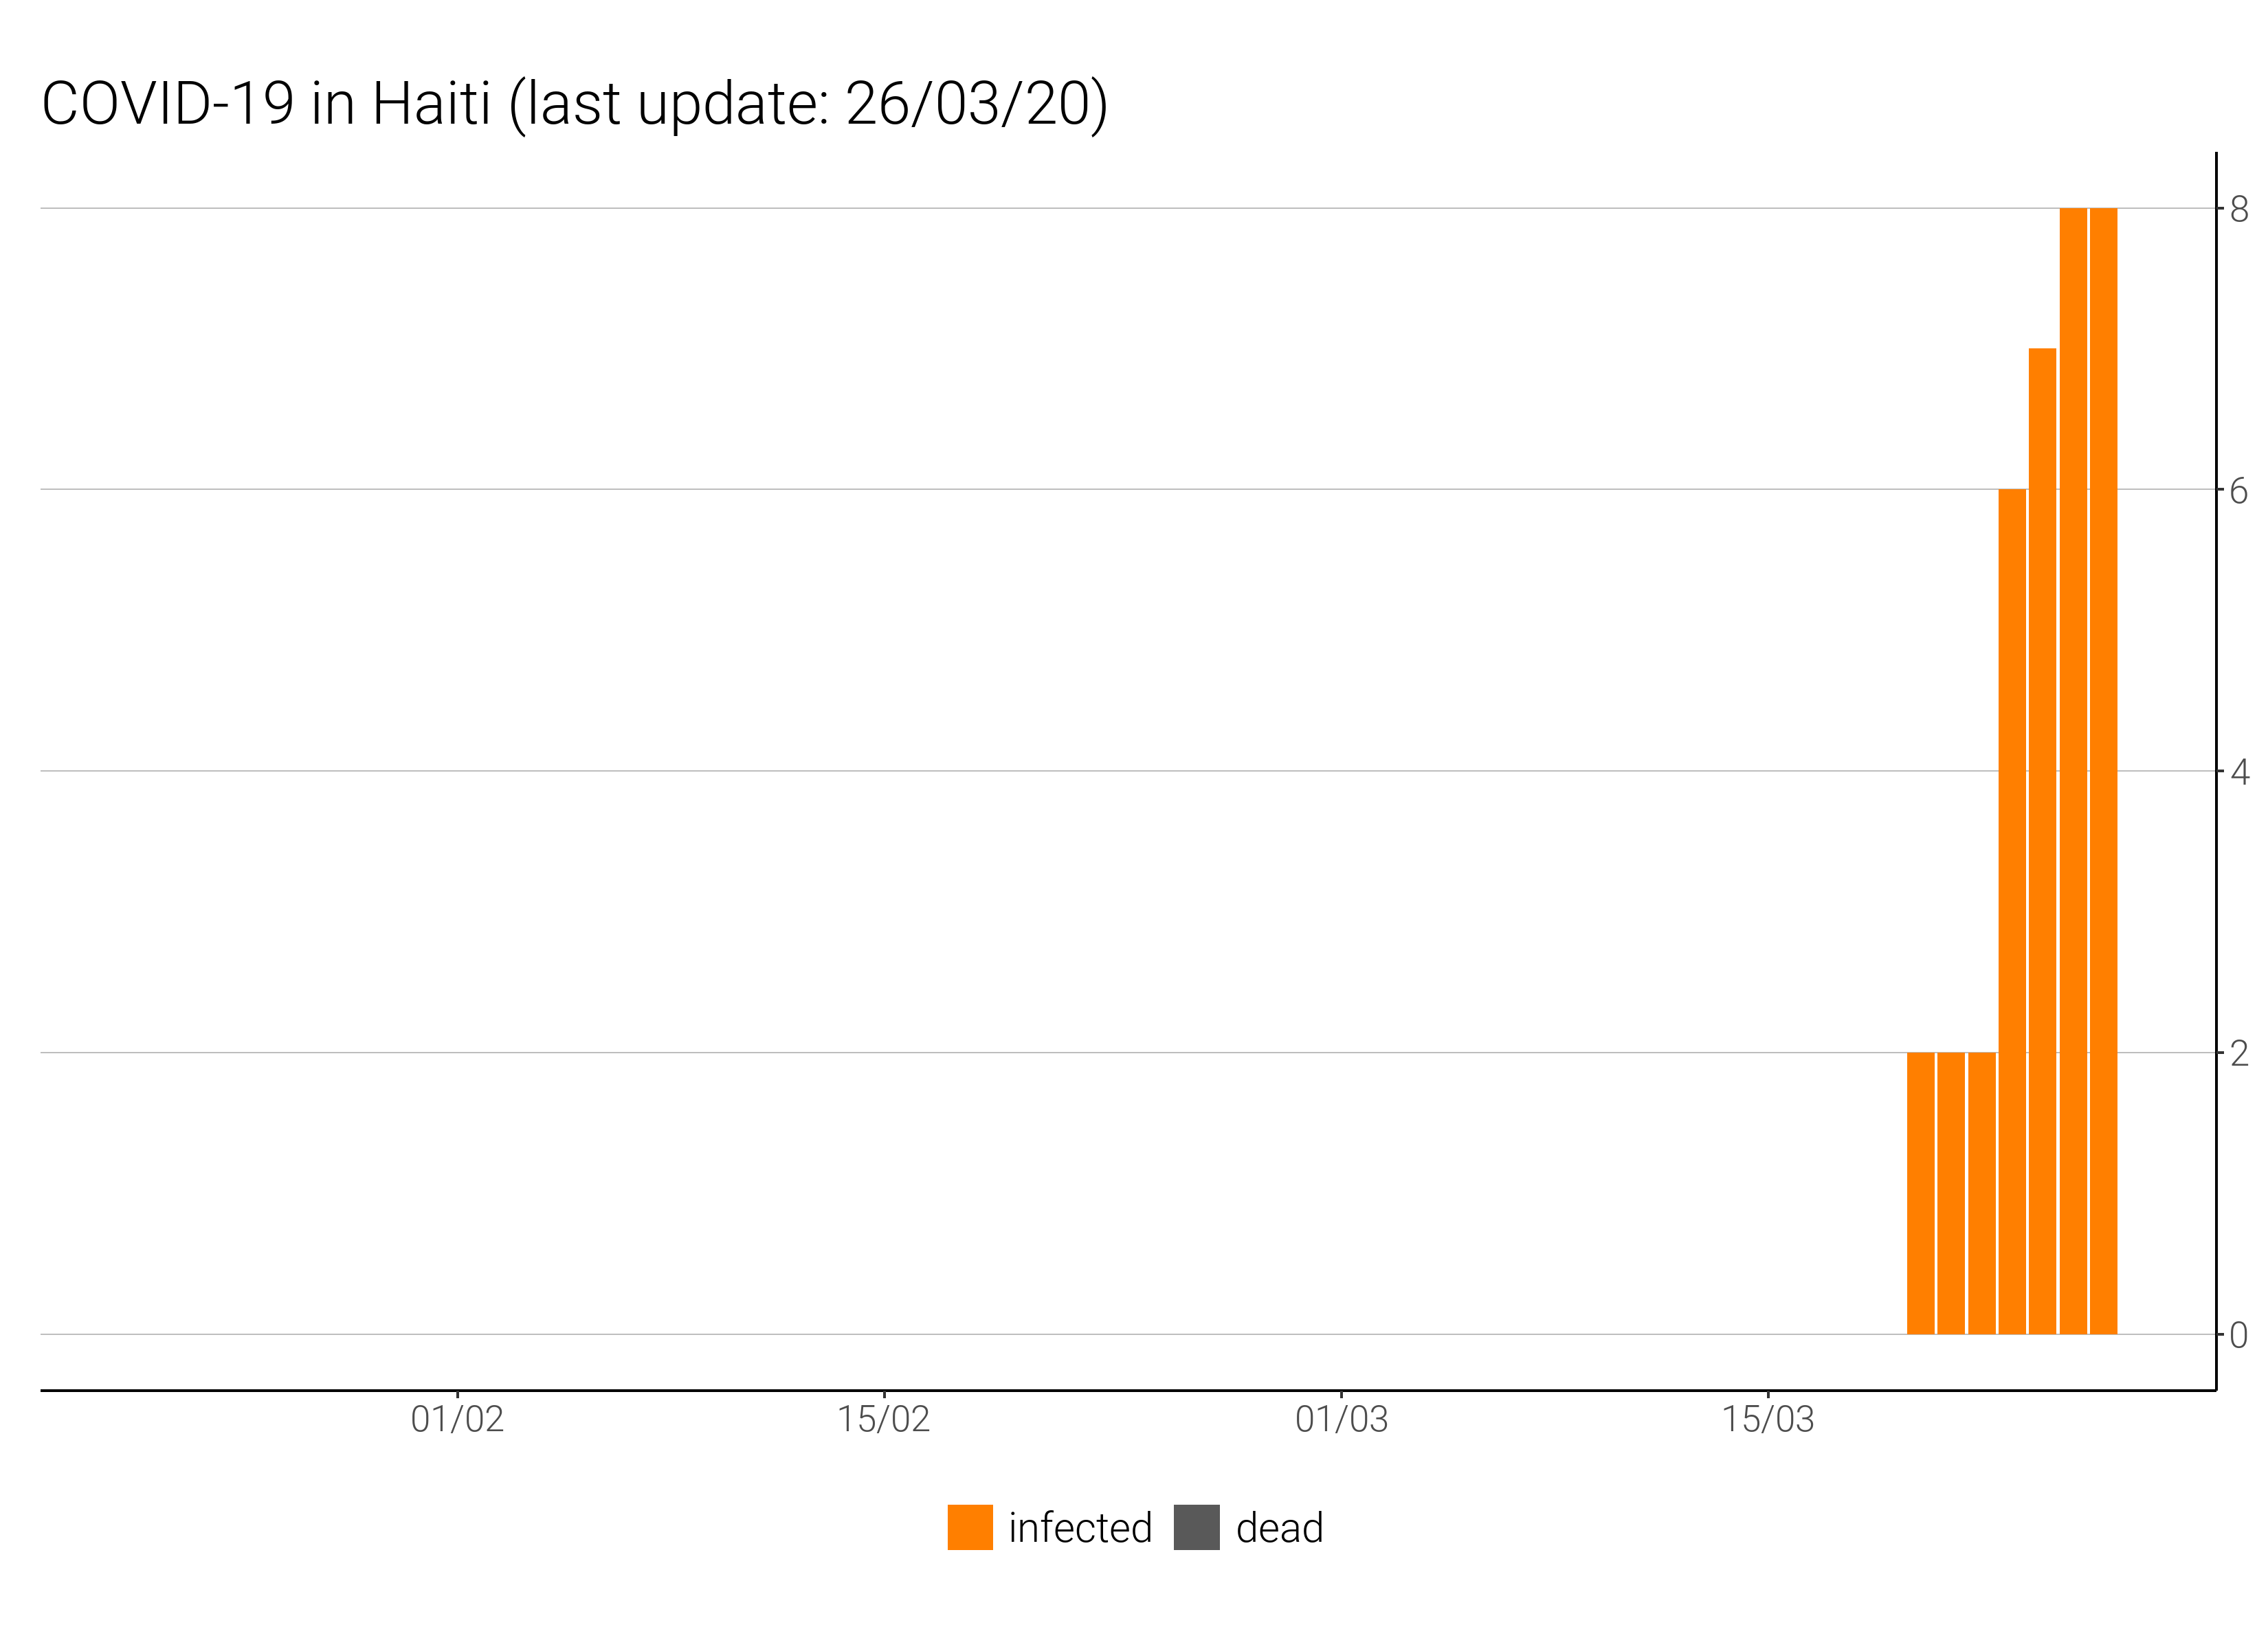 COVID-19 in Haiti (last update: 26/03/20)
8
6
4
2
0
01/02 15/02 01/03 15/03
infected dead